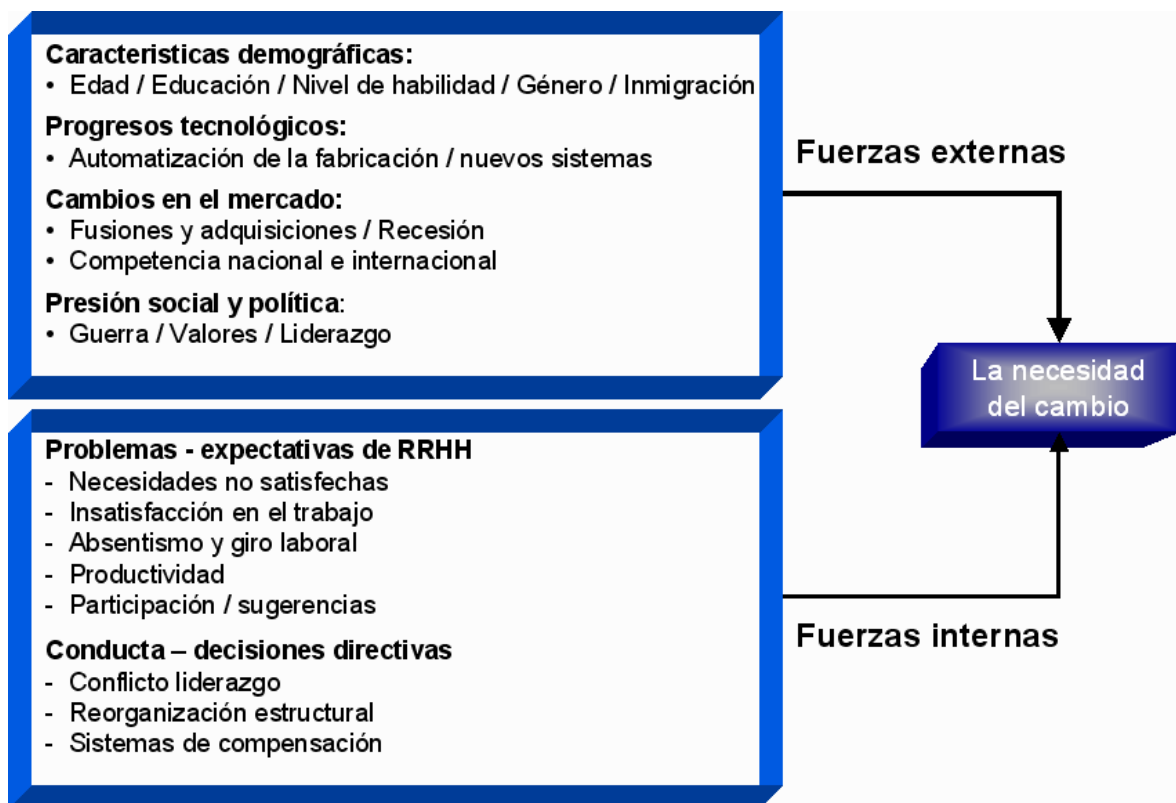 Caracteristicas demográficas:
• Edad / Educación / Nivel de habilidad / Género / Inmigración
Progresos tecnológicos:
• Automatización de la fabricación / nuevos sistemas
Cambios en el mercado:
• Fusiones y adquisiciones / Recesión
• Competencia nacional e internacional
Presión social y política:
• Guerra / Valores / Liderazgo
Fuerzas externas
La necesidad
del cambio
Problemas - expectativas de RRHH
- Necesidades no satisfechas
- Insatisfacción en el trabajo
- Absentismo y giro laboral
- Productividad
- Participación / sugerencias
Conducta – decisiones directivas
- Conflicto liderazgo
- Reorganización estructural
- Sistemas de compensación
Fuerzas internas